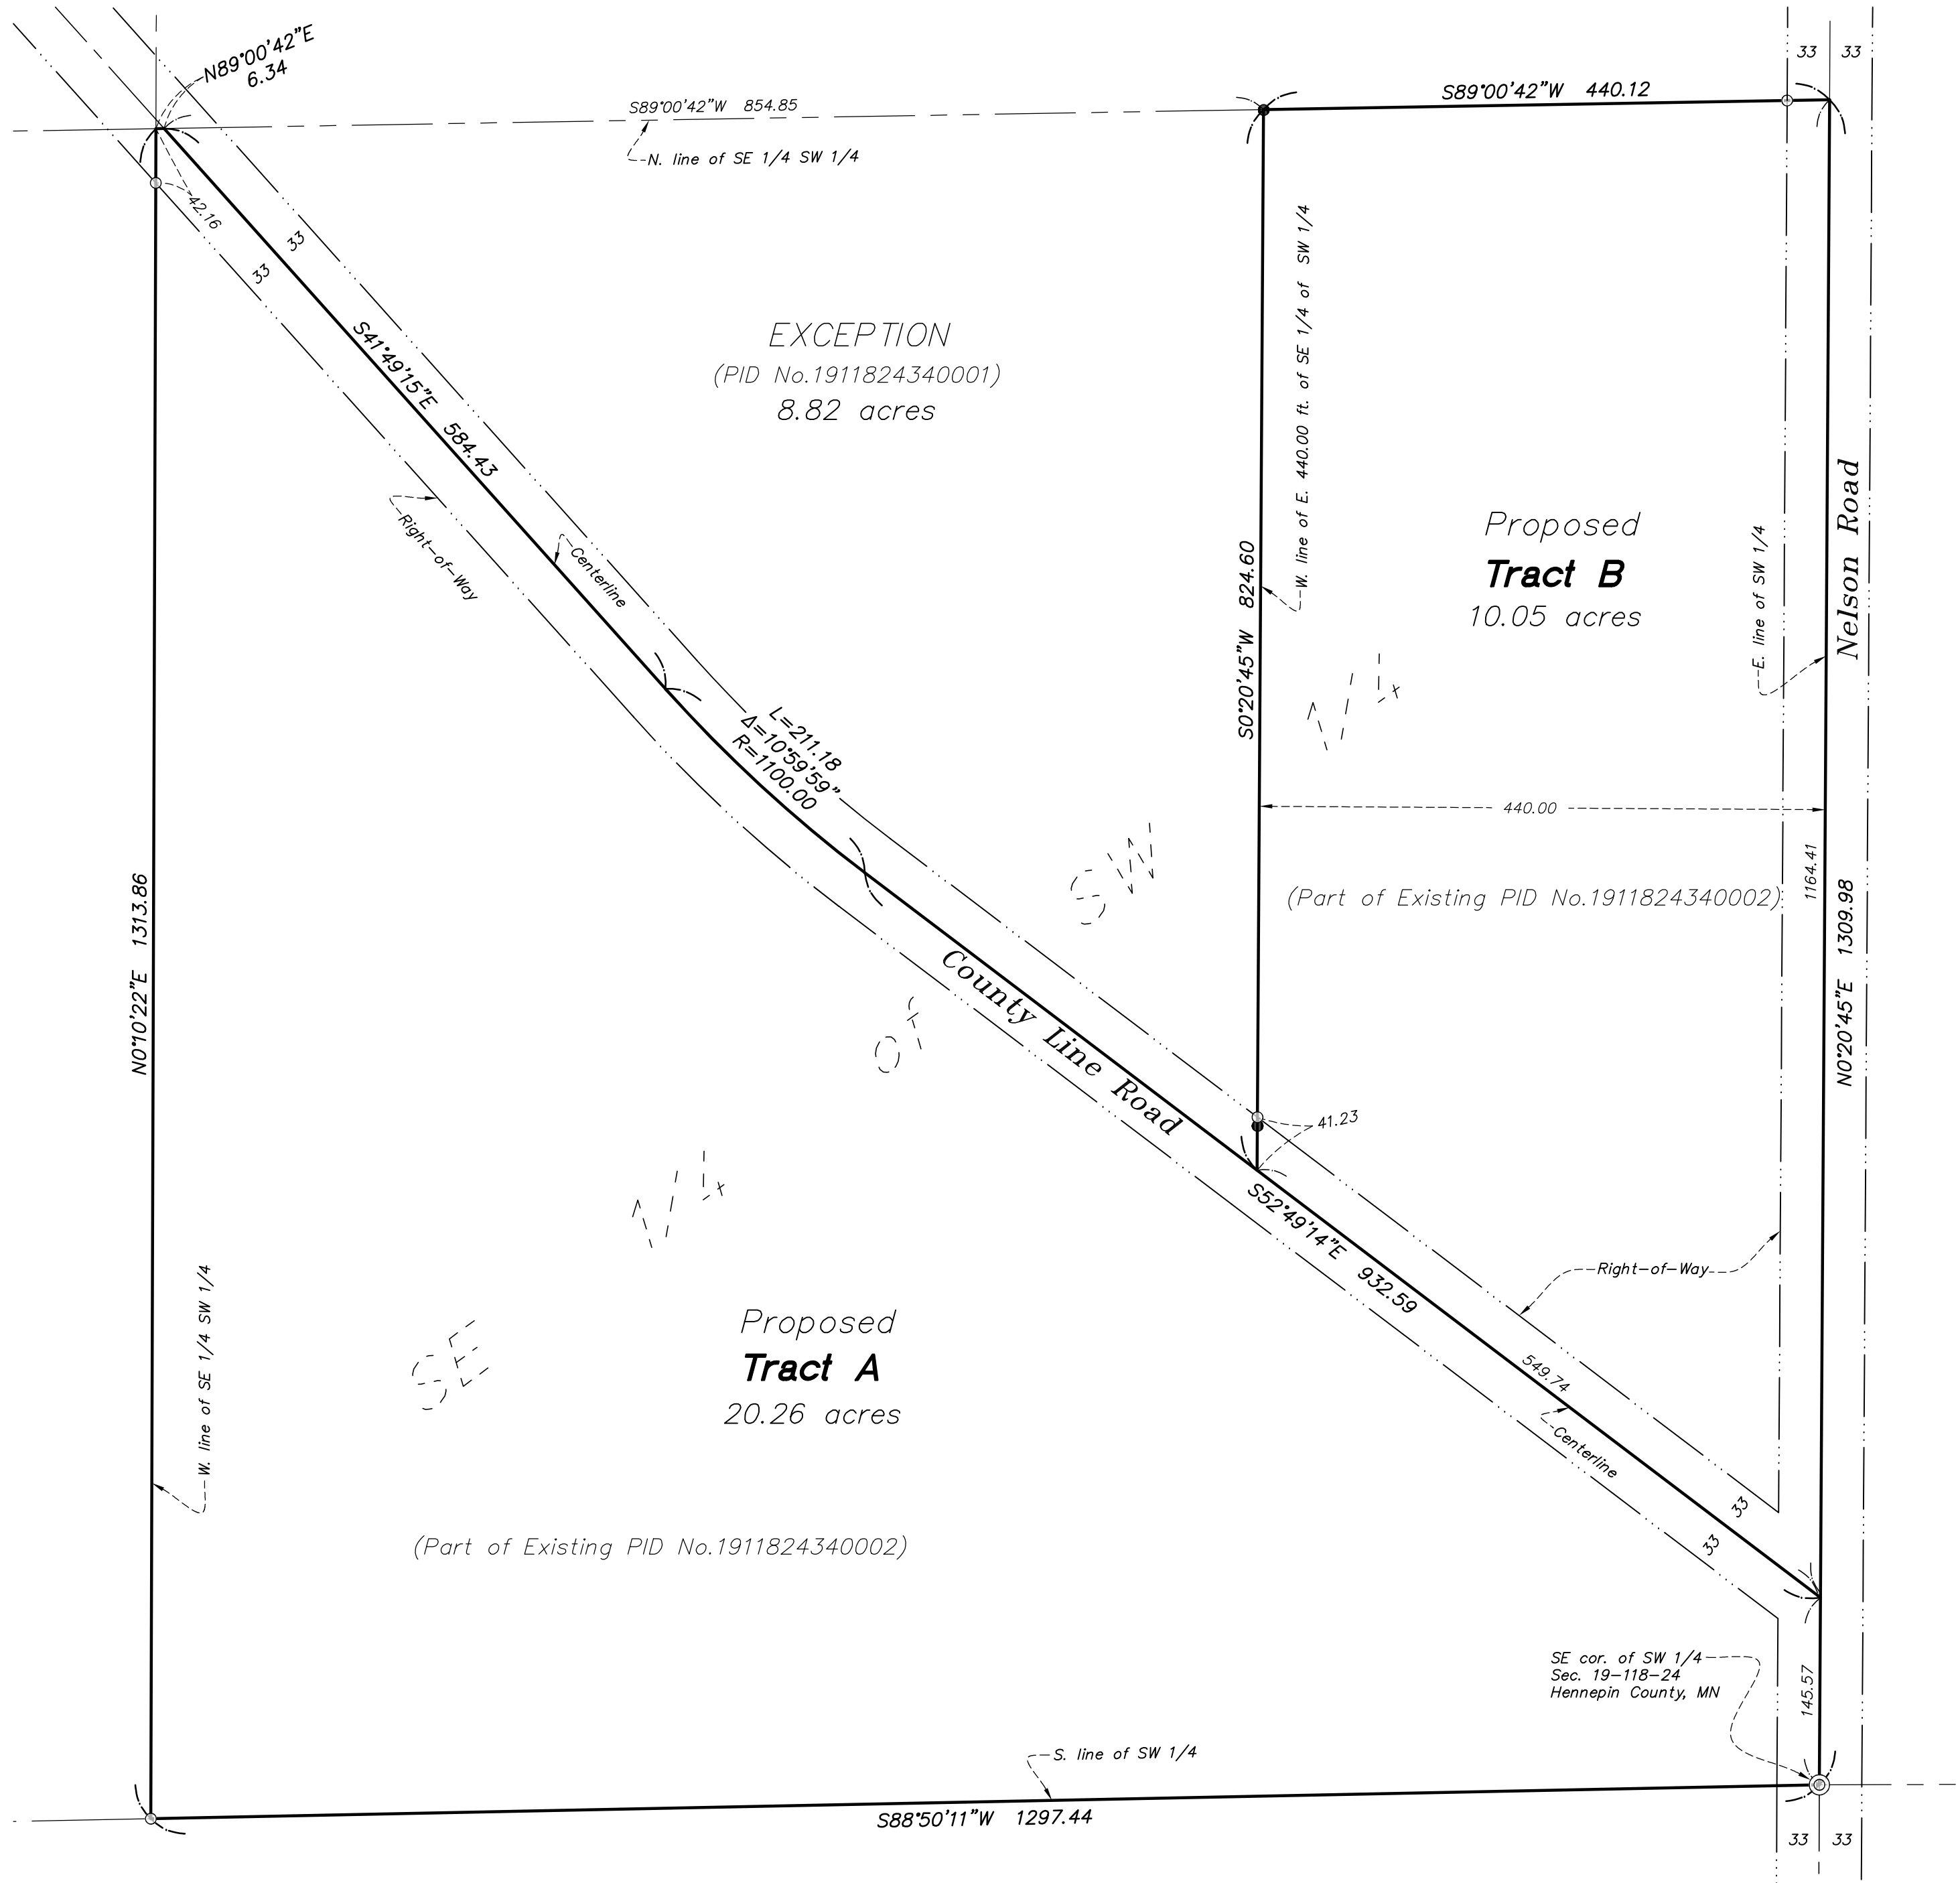 N89°00'42"E
6.34
S89°00'42"W 854.85
N. line of SE 1/4 SW 1/4
S89°00'42"W 440.12
33 33
42.16
33
33
S41°49'15"E 584.43
Right-of-Way
Centerline
EXCEPTION
(PID No.1911824340001)
8.82 acres
W. line of E. 440.00 ft. of SE 1/4 of SW 1/4
S0°20'45"W 824.60
Proposed
Tract B
10.05 acres
E. line of SW 1/4
Nelson Road
L=211.18
Δ=10°59'59"
R=1100.00
440.00
1164.41
(Part of Existing PID No.1911824340002)
N0°20'45"E 1309.98
N0°10'22"E 1313.86
County Line Road
41.23
S52°49'14"E 932.59
Right-of-Way
549.74
Centerline
33
33
SE 1/4 of SW 1/4
W. line of SE 1/4 SW 1/4
Proposed
Tract A
20.26 acres
(Part of Existing PID No.1911824340002)
SE cor. of SW 1/4
Sec. 19-118-24
Hennepin County, MN
145.57
S. line of SW 1/4
S88°50'11"W 1297.44
33 33